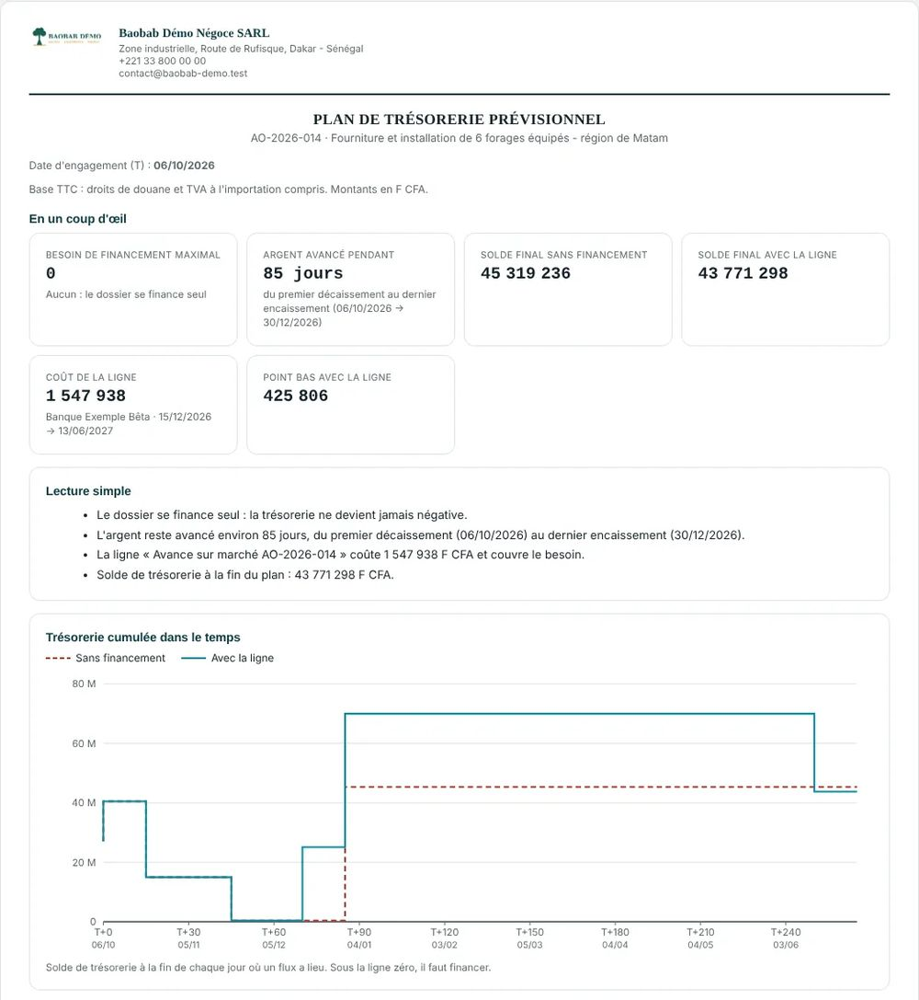 BAOBAB DÉMO
Baobab Démo Négoce SARL
Zone industrielle, Route de Rufisque, Dakar - Sénégal
+221 33 800 00 00
contact@baobab-demo.test
PLAN DE TRÉSORERIE PRÉVISIONNEL
AO-2026-014 · Fourniture et installation de 6 forages équipés - région de Matam
Date d'engagement (T) : 06/10/2026
Base TTC : droits de douane et TVA à l'importation compris. Montants en F CFA.
En un coup d'œil
BESOIN DE FINANCEMENT MAXIMAL
0
Aucun : le dossier se finance seul
ARGENT AVANCÉ PENDANT
85 jours
du premier décaissement au dernier
encaissement (06/10/2026 →
30/12/2026)
SOLDE FINAL SANS FINANCEMENT
45 319 236
SOLDE FINAL AVEC LA LIGNE
43 771 298
COÛT DE LA LIGNE
1 547 938
Banque Exemple Bêta · 15/12/2026
→ 13/06/2027
POINT BAS AVEC LA LIGNE
425 806
Lecture simple
• Le dossier se finance seul : la trésorerie ne devient jamais négative.
• L'argent reste avancé environ 85 jours, du premier décaissement (06/10/2026) au dernier encaissement (30/12/2026).
• La ligne « Avance sur marché AO-2026-014 » coûte 1 547 938 F CFA et couvre le besoin.
• Solde de trésorerie à la fin du plan : 43 771 298 F CFA.
Trésorerie cumulée dans le temps
Sans financement Avec la ligne
80 M
60 M
40 M
20 M
0
T+0 T+30 T+60 T+90 T+120 T+150 T+180 T+210 T+240
06/10 05/11 05/12 04/01 03/02 05/03 04/04 04/05 03/06
Solde de trésorerie à la fin de chaque jour où un flux a lieu. Sous la ligne zéro, il faut financer.